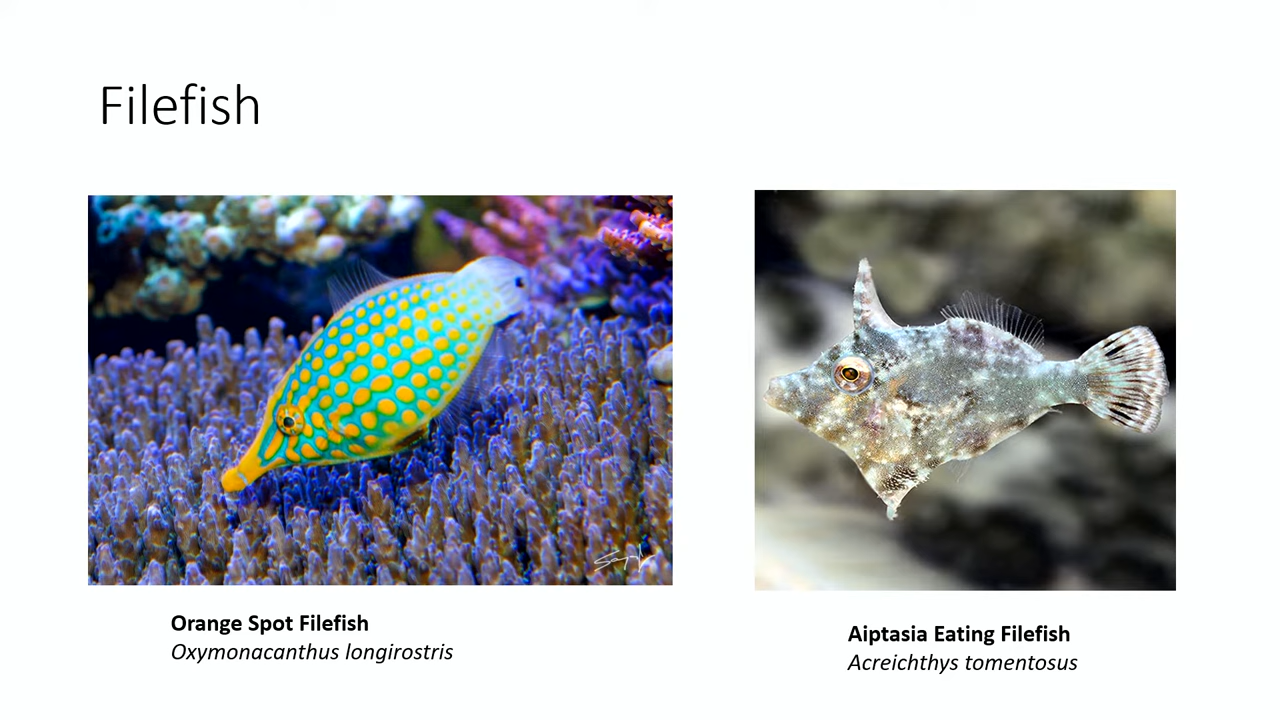 Filefish
Orange Spot Filefish
Oxymonacanthus longirostris
Aiptasia Eating Filefish
Acreichthys tomentosus